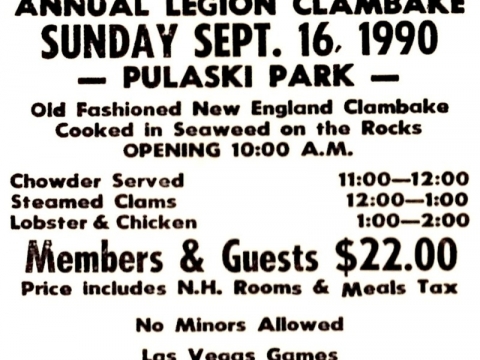 ANNUAL LEGION CLAMBAKE
SUNDAY SEPT. 16, 1990
— PULASKI PARK —
Old Fashioned New England Clambake
Cooked in Seaweed on the Rocks
OPENING 10:00 A.M.
Chowder Served 11:00—12:00
Steamed Clams 12:00—1:00
Lobster & Chicken 1:00—2:00
Members & Guests $22.00
Price includes N.H. Rooms & Meals Tax
No Minors Allowed
Las Vegas Games